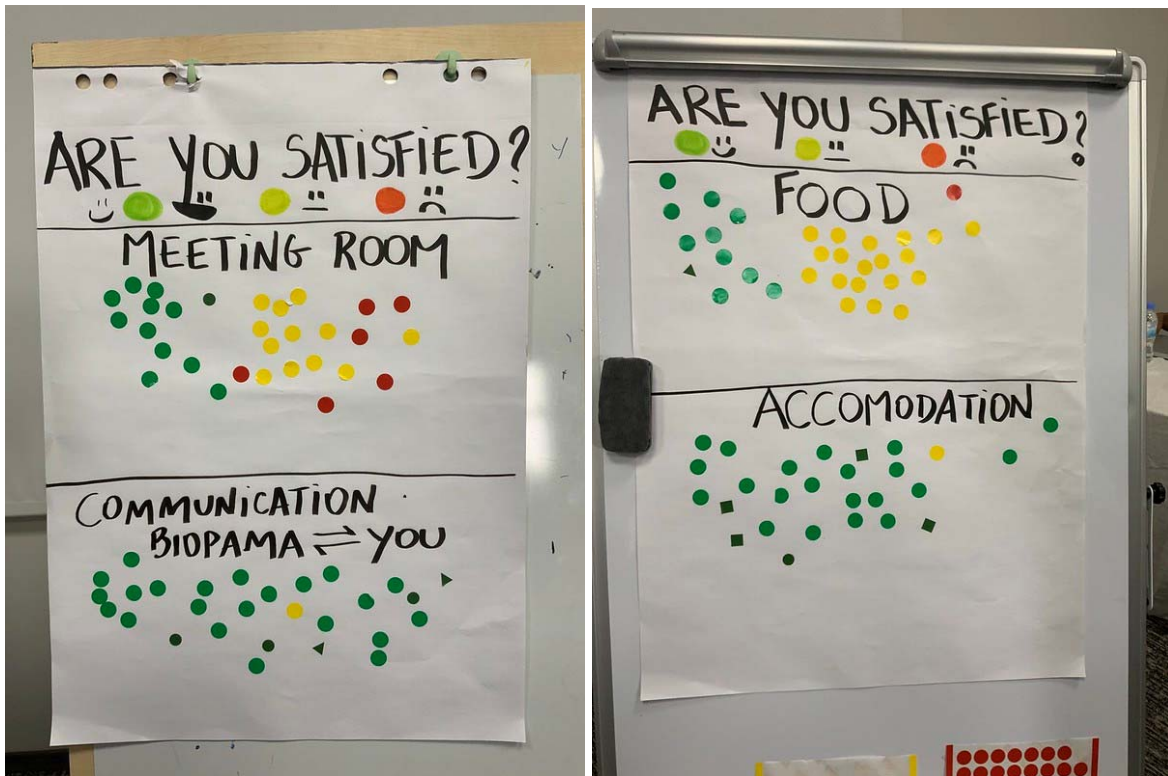 ARE YOU SATISFIED?
MEETING ROOM
COMMUNICATION
BIOPAMA ⇌ YOU
ARE YOU SATISFIED?
FOOD
ACCOMODATION